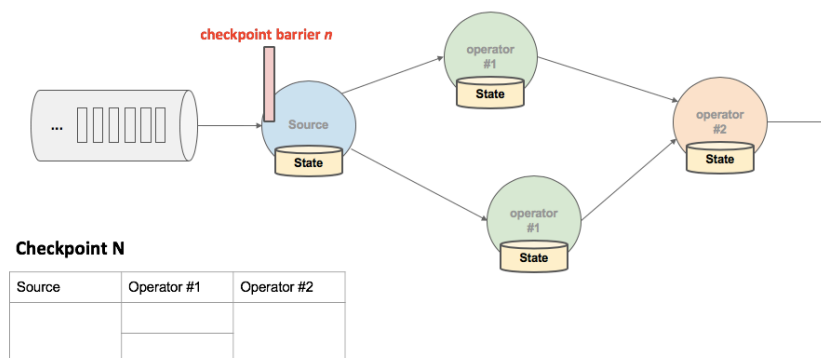 checkpoint barrier n
operator
#1
State
...
Source
State
operator
#2
State
operator
#1
State
Checkpoint N
Source Operator #1 Operator #2